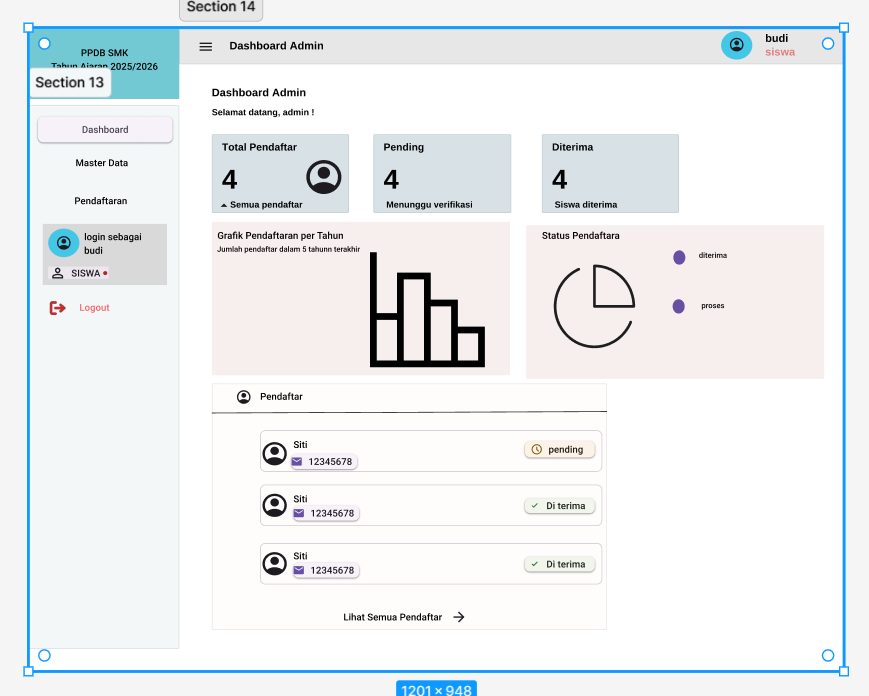 Section 14
PPDB SMK
Tahun Ajaran 2025/2026
Section 13
Dashboard Admin
budi
siswa
Dashboard
Master Data
Pendaftaran
login sebagai
budi
SISWA
Logout
Dashboard Admin
Selamat datang, admin !
Total Pendaftar
4
Semua pendaftar
Pending
4
Menunggu verifikasi
Diterima
4
Siswa diterima
Grafik Pendaftaran per Tahun
Jumlah pendaftar dalam 5 tahunn terakhir
Status Pendaftara
diterima
proses
Pendaftar
Siti
12345678
pending
Siti
12345678
Di terima
Siti
12345678
Di terima
Lihat Semua Pendaftar
1201 × 948